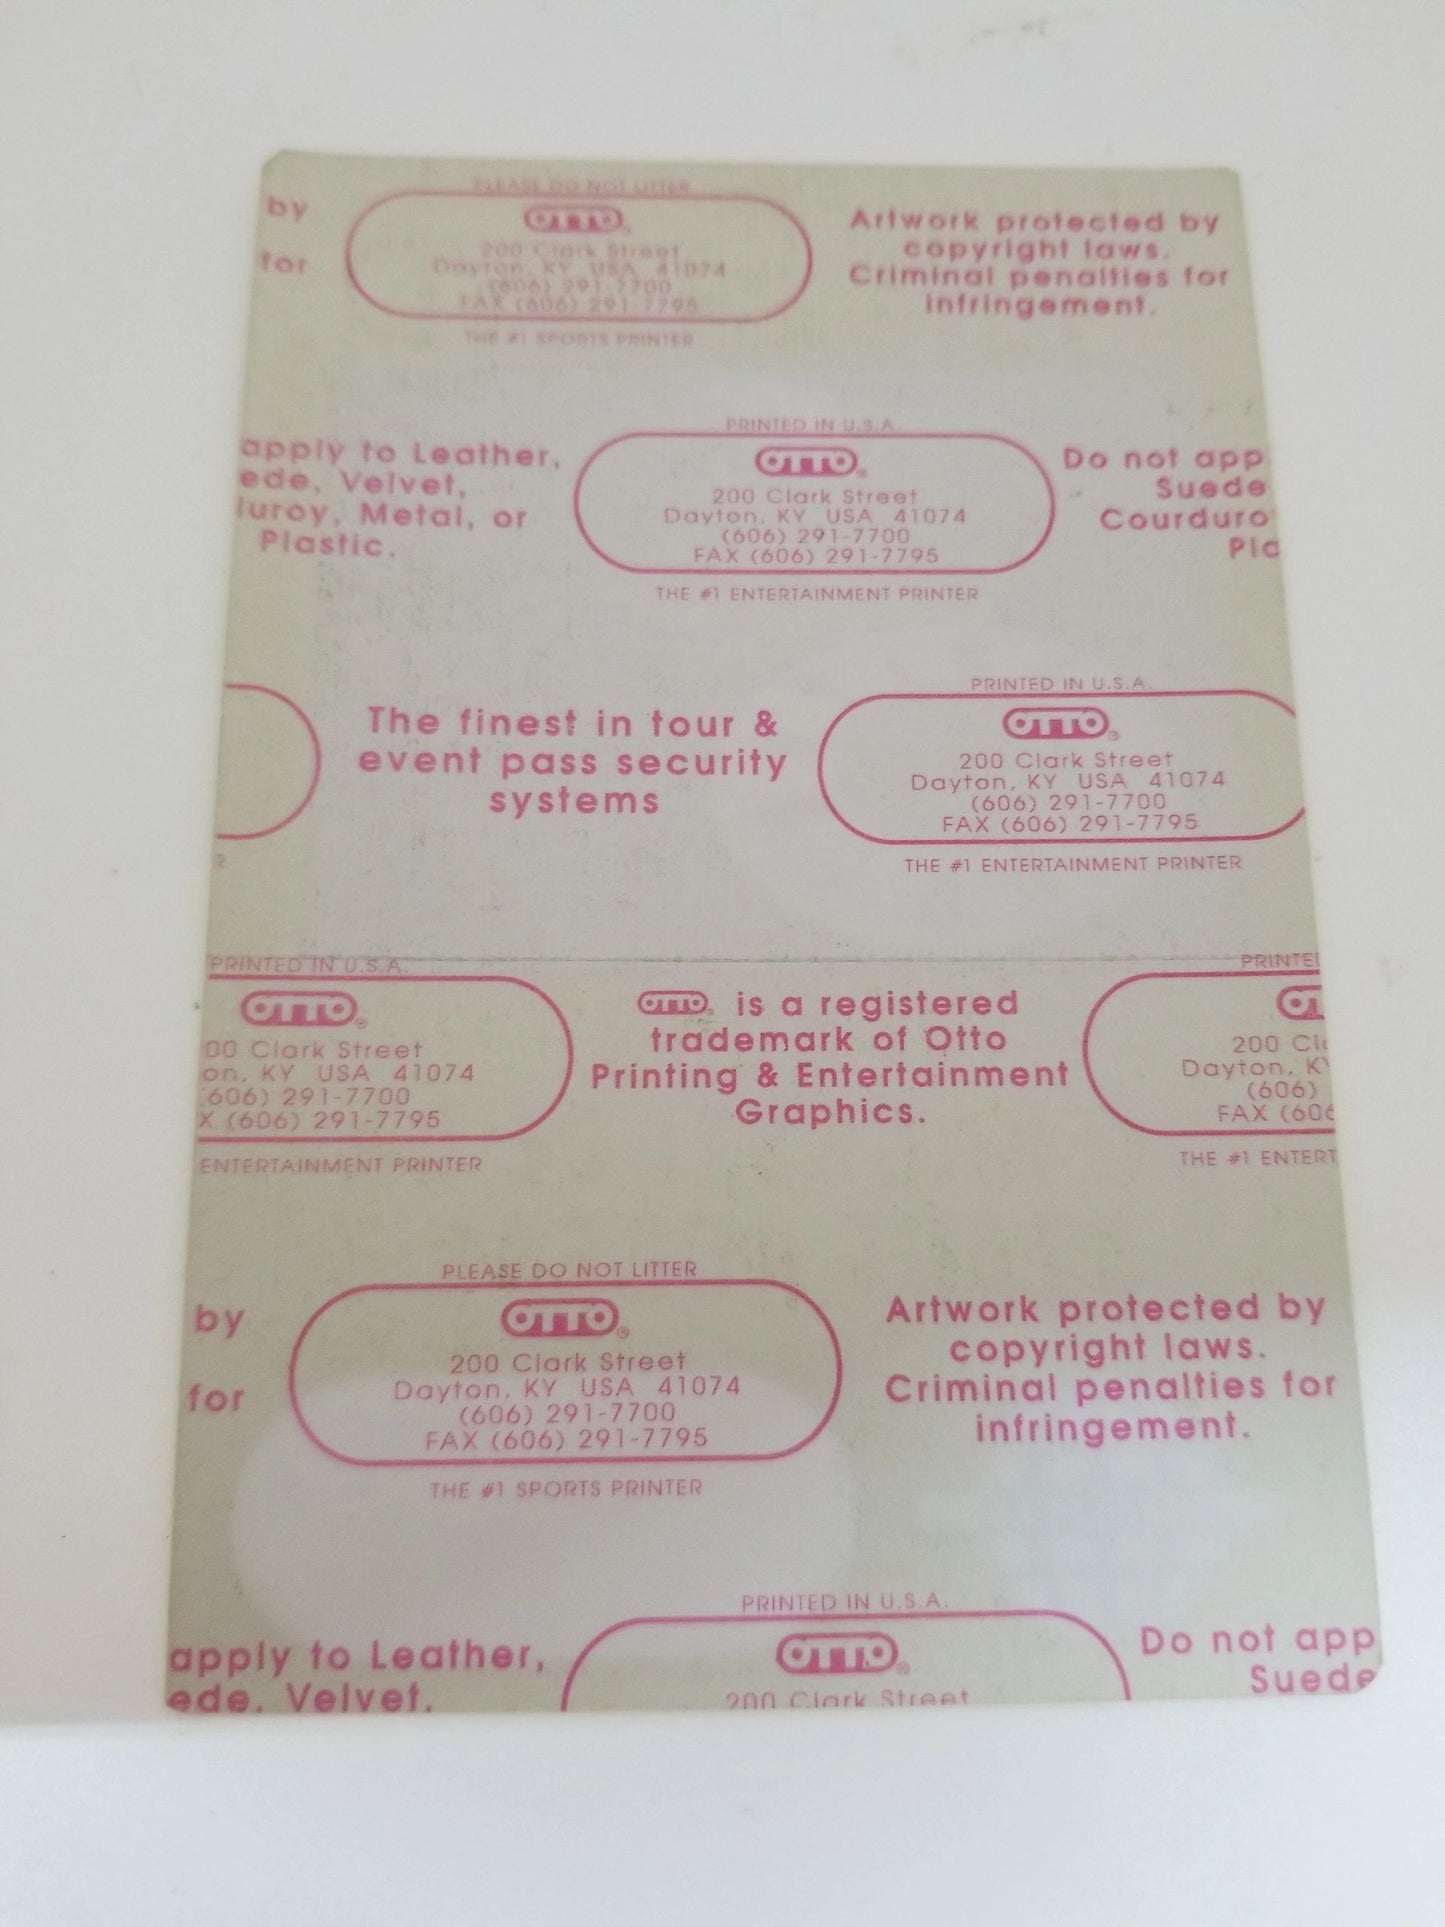 by
for
PLEASE DO NOT LITTER
OTTO®
200 Clark Street
Dayton, KY USA 41074
(606) 291-7700
FAX (606) 291-7795
THE #1 SPORTS PRINTER
Artwork protected by
copyright laws.
Criminal penalties for
infringement.
apply to Leather,
ede, Velvet,
luroy, Metal, or
Plastic.
PRINTED IN U.S.A.
OTTO®
200 Clark Street
Dayton, KY USA 41074
(606) 291-7700
FAX (606) 291-7795
THE #1 ENTERTAINMENT PRINTER
Do not app
Suede
Courduro
Pla
R
The finest in tour &
event pass security
systems
PRINTED IN U.S.A.
OTTO®
200 Clark Street
Dayton, KY USA 41074
(606) 291-7700
FAX (606) 291-7795
THE #1 ENTERTAINMENT PRINTER
PRINTED IN U.S.A.
OTTO®
00 Clark Street
on, KY USA 41074
606) 291-7700
X (606) 291-7795
ENTERTAINMENT PRINTER
OTTO® is a registered
trademark of Otto
Printing & Entertainment
Graphics.
PRINTE
OT
200 Cl
Dayton, K
(606)
FAX (606
THE #1 ENTERT
by
for
PLEASE DO NOT LITTER
OTTO®
200 Clark Street
Dayton, KY USA 41074
(606) 291-7700
FAX (606) 291-7795
THE #1 SPORTS PRINTER
Artwork protected by
copyright laws.
Criminal penalties for
infringement.
apply to Leather,
ede, Velvet,
PRINTED IN U.S.A.
OTTO®
200 Clark Street
Do not app
Suede